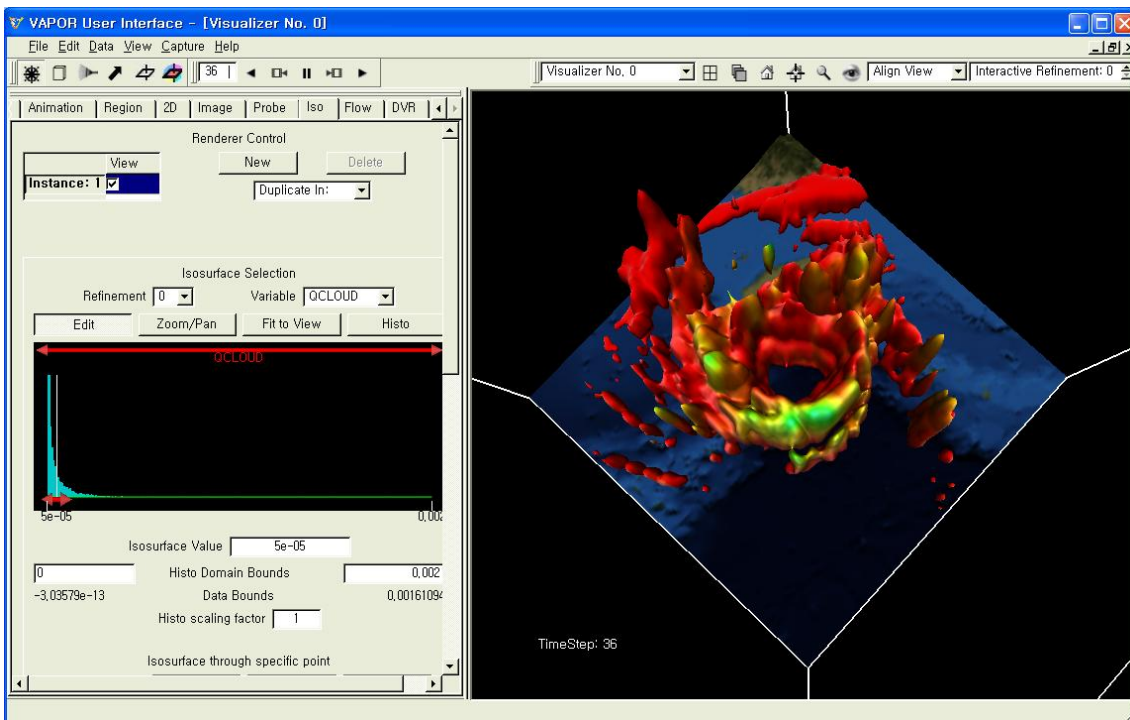 VAPOR User Interface - [Visualizer No. 0]
File Edit Data View Capture Help
36 Visualizer No. 0 Align View Interactive Refinement: 0
Animation Region 2D Image Probe Iso Flow DVR
Renderer Control
View New Delete
Instance: 1
Duplicate In:
Isosurface Selection
Refinement 0 Variable QCLOUD
Edit Zoom/Pan Fit to View Histo
QCLOUD
5e-05 0,002
Isosurface Value 5e-05
0 Histo Domain Bounds 0,002
-3,03579e-13 Data Bounds 0,00161094
Histo scaling factor 1
Isosurface through specific point
TimeStep: 36